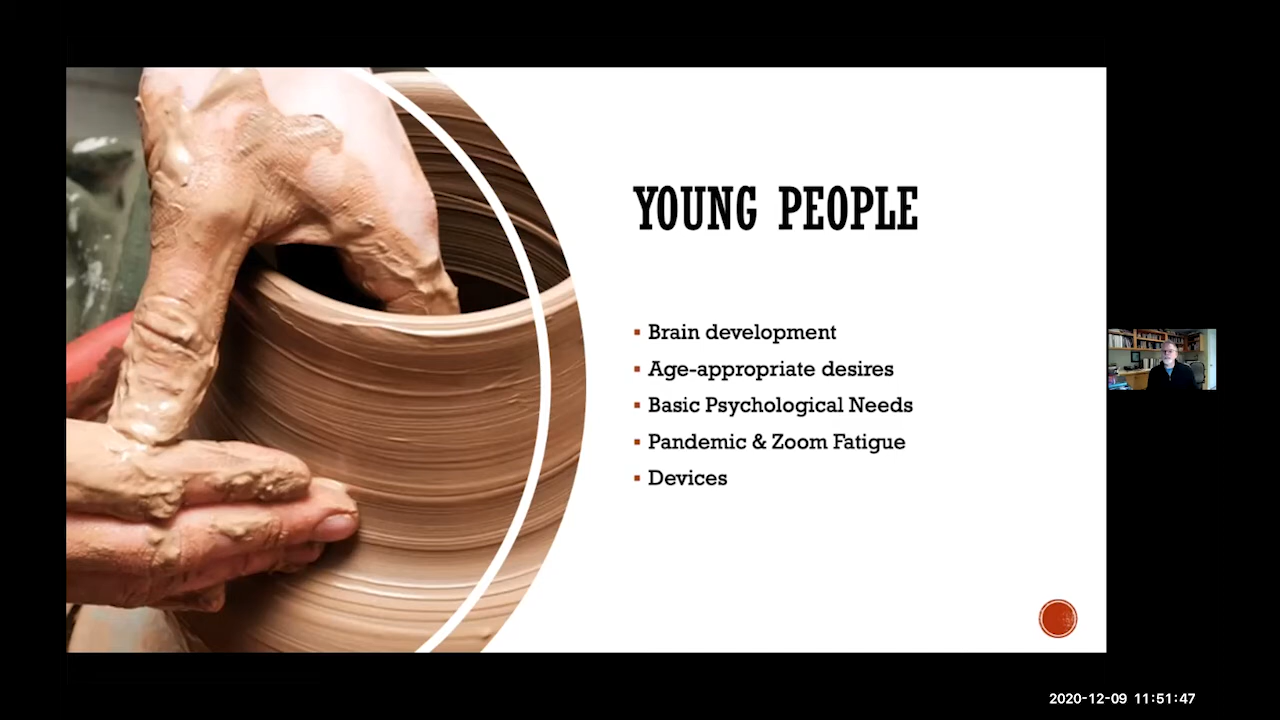 YOUNG PEOPLE
▪ Brain development
▪ Age-appropriate desires
▪ Basic Psychological Needs
▪ Pandemic & Zoom Fatigue
▪ Devices
2020-12-09 11:51:47